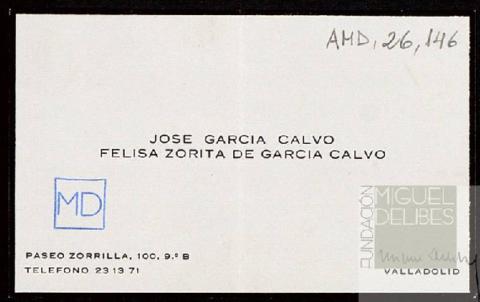 AMD, 26, 146
JOSE GARCIA CALVO
FELISA ZORITA DE GARCIA CALVO
MD
FUNDACIÓN
MIGUEL
DELIBES
PASEO ZORRILLA, 100, 9.º B
TELEFONO 23 13 71
VALLADOLID